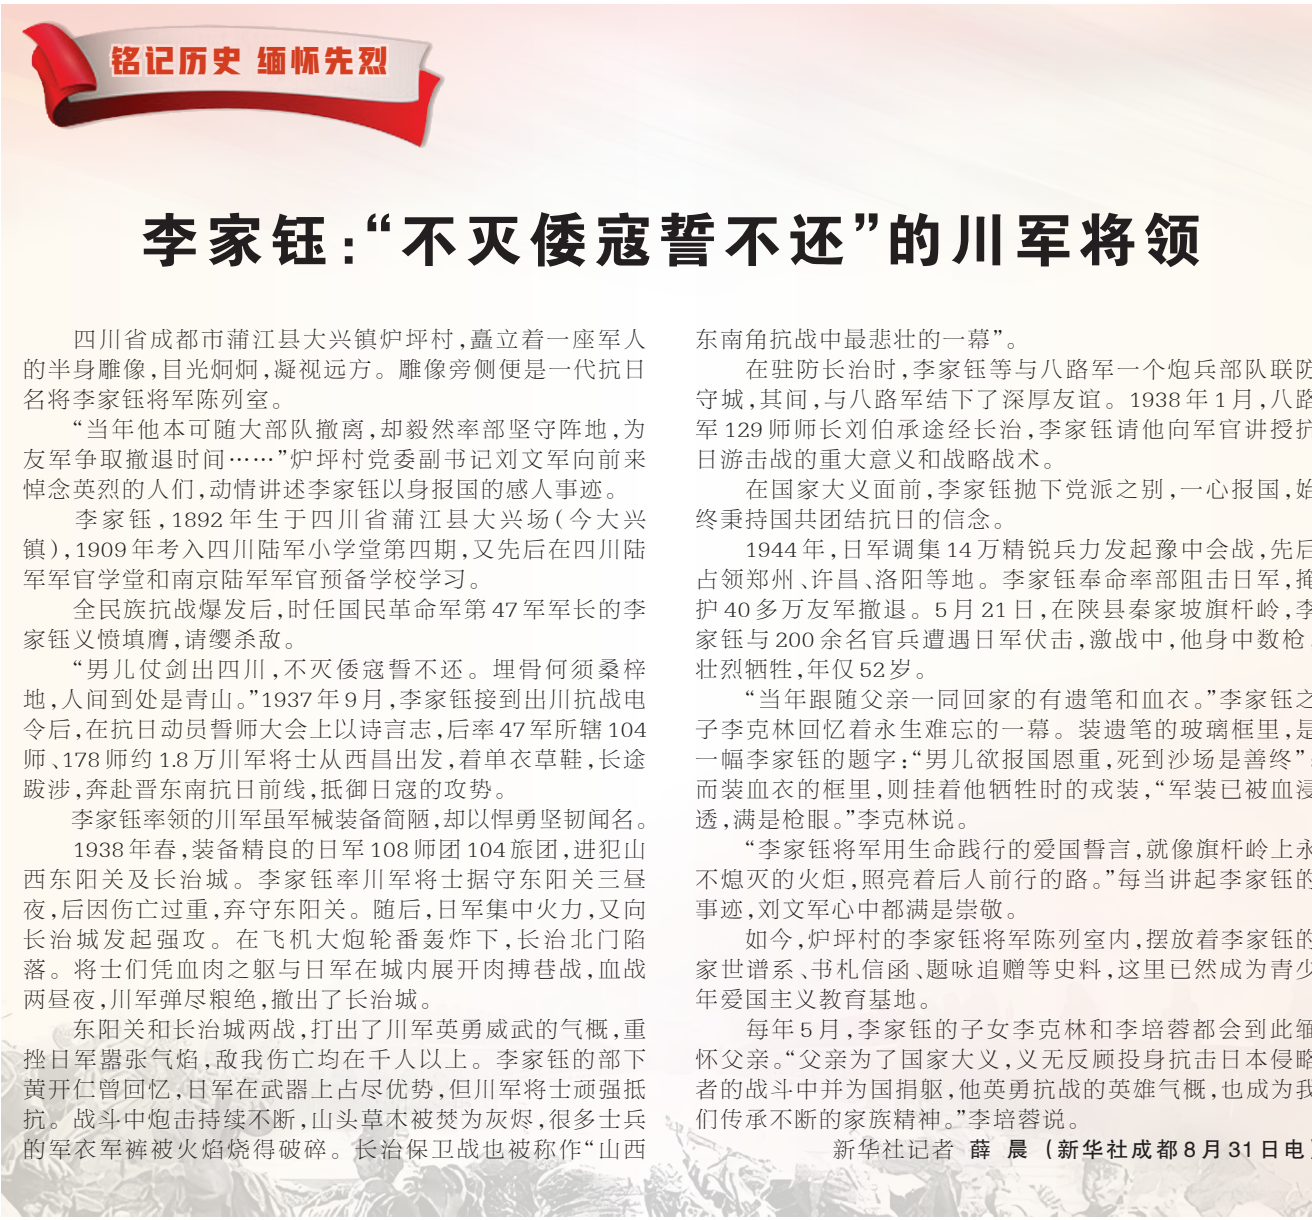 铭记历史 缅怀先烈
李家钰：“不灭倭寇誓不还”的川军将领
四川省成都市蒲江县大兴镇炉坪村，矗立着一座军人
的半身雕像，目光炯炯，凝视远方。雕像旁侧便是一代抗日
名将李家钰将军陈列室。
“当年他本可随大部队撤离，却毅然率部坚守阵地，为
友军争取撤退时间……”炉坪村党委副书记刘文军向前来
悼念英烈的人们，动情讲述李家钰以身报国的感人事迹。
李家钰，1892年生于四川省蒲江县大兴场（今大兴
镇），1909年考入四川陆军小学堂第四期，又先后在四川陆
军军官学堂和南京陆军军官预备学校学习。
全民族抗战爆发后，时任国民革命军第47军军长的李
家钰义愤填膺，请缨杀敌。
“男儿仗剑出四川，不灭倭寇誓不还。埋骨何须桑梓
地，人间到处是青山。”1937年9月，李家钰接到出川抗战电
令后，在抗日动员誓师大会上以诗言志，后率47军所辖104
师、178师约1.8万川军将士从西昌出发，着单衣草鞋，长途
跋涉，奔赴晋东南抗日前线，抵御日寇的攻势。
李家钰率领的川军虽军械装备简陋，却以悍勇坚韧闻名。
1938年春，装备精良的日军108师团104旅团，进犯山
西东阳关及长治城。李家钰率川军将士据守东阳关三昼
夜，后因伤亡过重，弃守东阳关。随后，日军集中火力，又向
长治城发起强攻。在飞机大炮轮番轰炸下，长治北门陷
落。将士们凭血肉之躯与日军在城内展开肉搏巷战，血战
两昼夜，川军弹尽粮绝，撤出了长治城。
东阳关和长治城两战，打出了川军英勇威武的气概，重
挫日军嚣张气焰，敌我伤亡均在千人以上。李家钰的部下
黄开仁曾回忆，日军在武器上占尽优势，但川军将士顽强抵
抗。战斗中炮击持续不断，山头草木被焚为灰烬，很多士兵
的军衣军裤被火焰烧得破碎。长治保卫战也被称作“山西
东南角抗战中最悲壮的一幕”。
在驻防长治时，李家钰等与八路军一个炮兵部队联防
守城，其间，与八路军结下了深厚友谊。1938年1月，八路
军129师师长刘伯承途经长治，李家钰请他向军官讲授抗
日游击战的重大意义和战略战术。
在国家大义面前，李家钰抛下党派之别，一心报国，始
终秉持国共团结抗日的信念。
1944年，日军调集14万精锐兵力发起豫中会战，先后
占领郑州、许昌、洛阳等地。李家钰奉命率部阻击日军，掩
护40多万友军撤退。5月21日，在陕县秦家坡旗杆岭，李
家钰与200余名官兵遭遇日军伏击，激战中，他身中数枪，
壮烈牺牲，年仅52岁。
“当年跟随父亲一同回家的有遗笔和血衣。”李家钰之
子李克林回忆着永生难忘的一幕。装遗笔的玻璃框里，是
一幅李家钰的题字：“男儿欲报国恩重，死到沙场是善终”；
而装血衣的框里，则挂着他牺牲时的戎装，“军装已被血浸
透，满是枪眼。”李克林说。
“李家钰将军用生命践行的爱国誓言，就像旗杆岭上永
不熄灭的火炬，照亮着后人前行的路。”每当讲起李家钰的
事迹，刘文军心中都满是崇敬。
如今，炉坪村的李家钰将军陈列室内，摆放着李家钰的
家世谱系、书札信函、题咏追赠等史料，这里已然成为青少
年爱国主义教育基地。
每年5月，李家钰的子女李克林和李培蓉都会到此缅
怀父亲。“父亲为了国家大义，义无反顾投身抗击日本侵略
者的战斗中并为国捐躯，他英勇抗战的英雄气概，也成为我
们传承不断的家族精神。”李培蓉说。
新华社记者 薛 晨（新华社成都8月31日电）